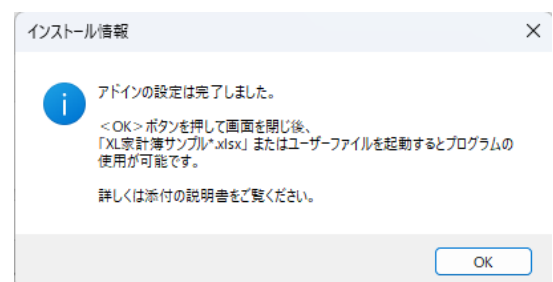 インストール情報
アドインの設定は完了しました。
<OK>ボタンを押して画面を閉じ後、
「XL家計簿サンプル*.xlsx」またはユーザーファイルを起動するとプログラムの
使用が可能です。
詳しくは添付の説明書をご覧ください。
OK